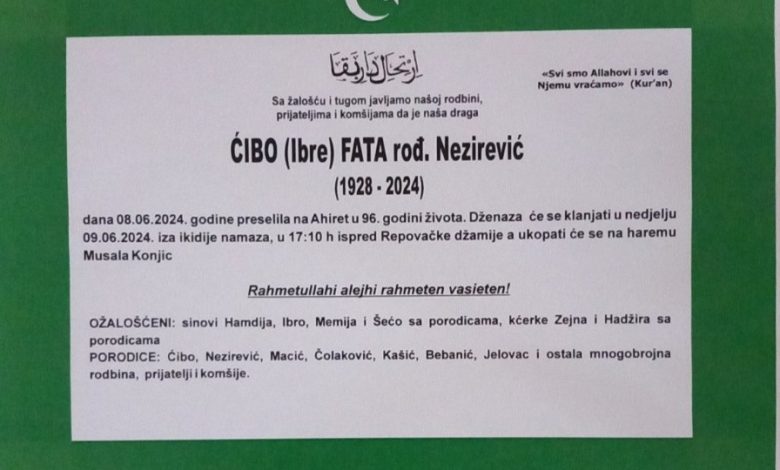 ارتحال دار بقا
«Svi smo Allahovi i svi se
Njemu vraćamo» (Kur'an)
Sa žalošću i tugom javljamo našoj rodbini,
prijateljima i komšijama da je naša draga
ĆIBO (Ibre) FATA rođ. Nezirević
(1928 - 2024)
dana 08.06.2024. godine preselila na Ahiret u 96. godini života. Dženaza će se klanjati u nedjelju
09.06.2024. iza ikidije namaza, u 17:10 h ispred Repovačke džamije a ukopati će se na haremu
Musala Konjic
Rahmetullahi alejhi rahmeten vasieten!
OŽALOŠĆENI: sinovi Hamdija, Ibro, Memija i Šećo sa porodicama, kćerke Zejna i Hadžira sa
porodicama
PORODICE: Ćibo, Nezirević, Macić, Čolaković, Kašić, Bebanić, Jelovac i ostala mnogobrojna
rodbina, prijatelji i komšije.